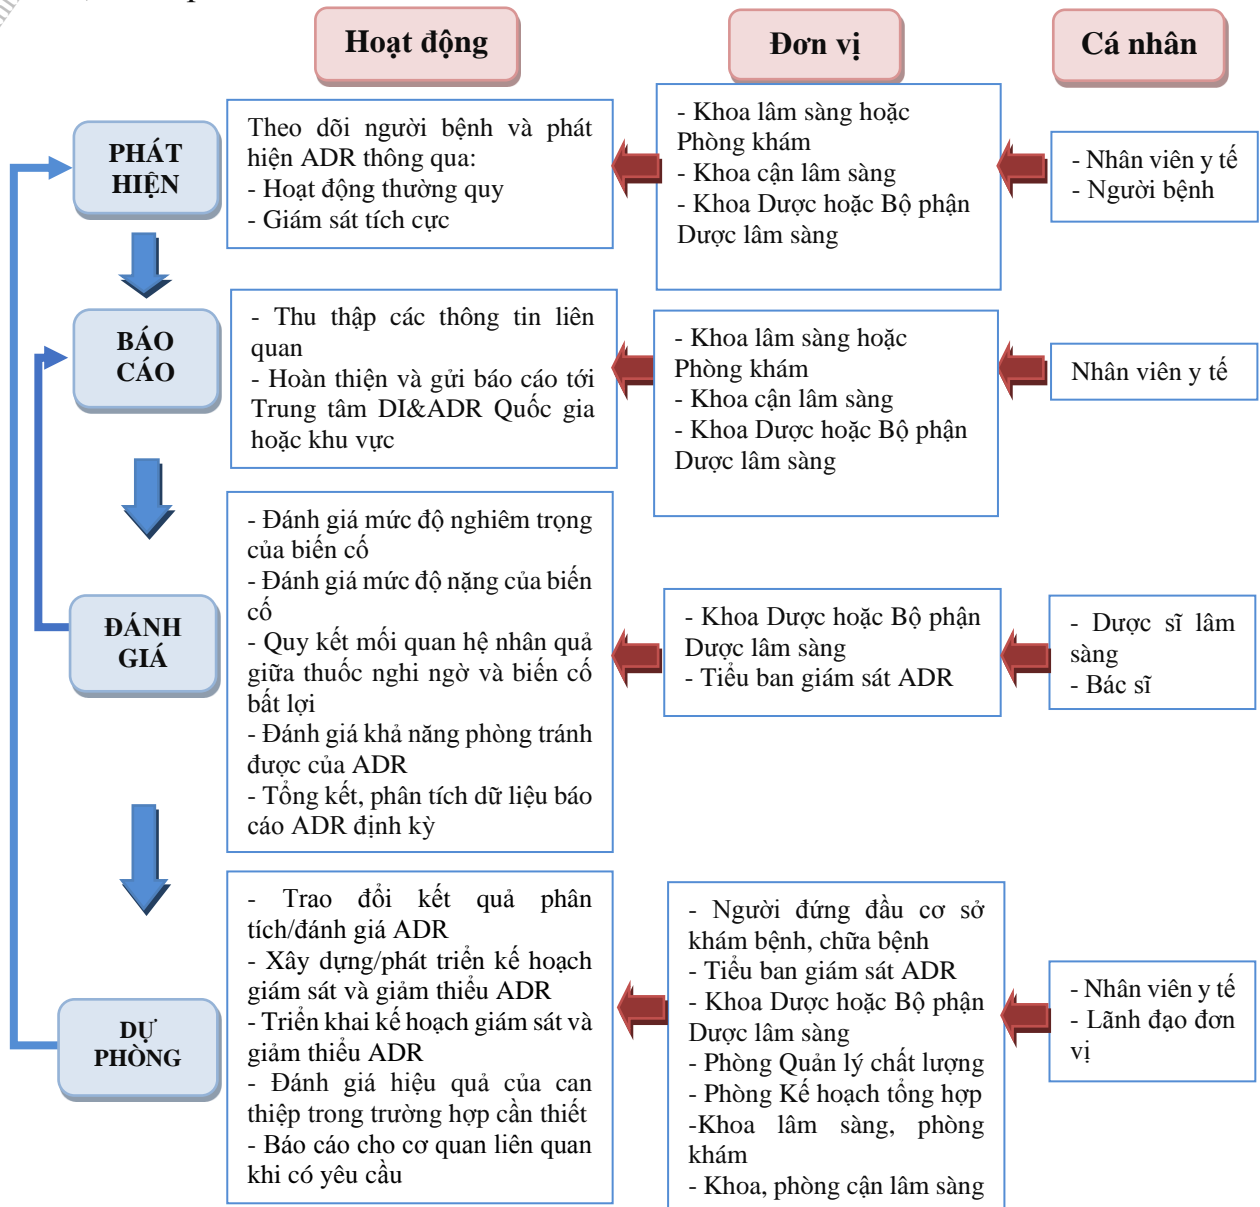 Hoạt động
Đơn vị
Cá nhân
PHÁT
HIỆN
Theo dõi người bệnh và phát
hiện ADR thông qua:
- Hoạt động thường quy
- Giám sát tích cực
- Khoa lâm sàng hoặc
Phòng khám
- Khoa cận lâm sàng
- Khoa Dược hoặc Bộ phận
Dược lâm sàng
- Nhân viên y tế
- Người bệnh
BÁO
CÁO
- Thu thập các thông tin liên
quan
- Hoàn thiện và gửi báo cáo tới
Trung tâm DI&ADR Quốc gia
hoặc khu vực
- Khoa lâm sàng hoặc
Phòng khám
- Khoa cận lâm sàng
- Khoa Dược hoặc Bộ phận
Dược lâm sàng
Nhân viên y tế
ĐÁNH
GIÁ
- Đánh giá mức độ nghiêm trọng
của biến cố
- Đánh giá mức độ nặng của biến
cố
- Quy kết mối quan hệ nhân quả
giữa thuốc nghi ngờ và biến cố
bất lợi
- Đánh giá khả năng phòng tránh
được của ADR
- Tổng kết, phân tích dữ liệu báo
cáo ADR định kỳ
- Khoa Dược hoặc Bộ phận
Dược lâm sàng
- Tiểu ban giám sát ADR
- Dược sĩ lâm
sàng
- Bác sĩ
DỰ
PHÒNG
- Trao đổi kết quả phân
tích/đánh giá ADR
- Xây dựng/phát triển kế hoạch
giám sát và giảm thiểu ADR
- Triển khai kế hoạch giám sát và
giảm thiểu ADR
- Đánh giá hiệu quả của can
thiệp trong trường hợp cần thiết
- Báo cáo cho cơ quan liên quan
khi có yêu cầu
- Người đứng đầu cơ sở
khám bệnh, chữa bệnh
- Tiểu ban giám sát ADR
- Khoa Dược hoặc Bộ phận
Dược lâm sàng
- Phòng Quản lý chất lượng
- Phòng Kế hoạch tổng hợp
-Khoa lâm sàng, phòng
khám
- Khoa, phòng cận lâm sàng
- Nhân viên y tế
- Lãnh đạo đơn
vị